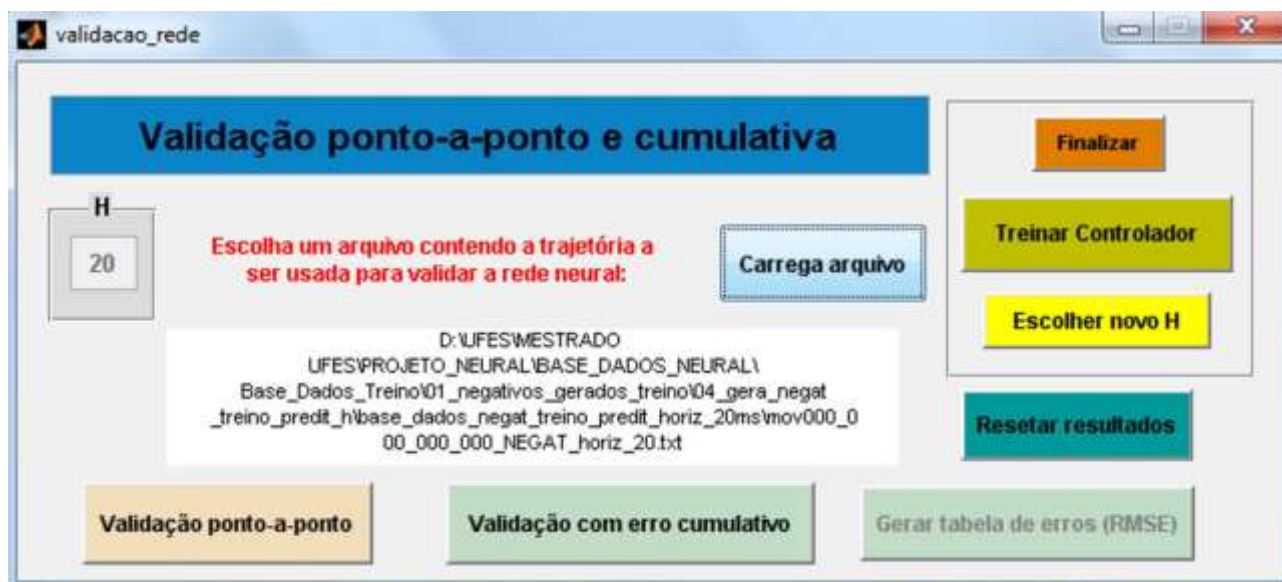 validacao_rede
Validação ponto-a-ponto e cumulativa
Finalizar
H
20
Escolha um arquivo contendo a trajetória a
ser usada para validar a rede neural:
Carrega arquivo
Treinar Controlador
Escolher novo H
D:\UFES\MESTRADO
UFES\PROJETO_NEURAL\BASE_DADOS_NEURAL\
Base_Dados_Treino\01_negativos_gerados_treino\04_gera_negat
_treino_predit_h\base_dados_negat_treino_predit_horiz_20ms\mov000_0
00_000_000_NEGAT_horiz_20.txt
Resetar resultados
Validação ponto-a-ponto
Validação com erro cumulativo
Gerar tabela de erros (RMSE)